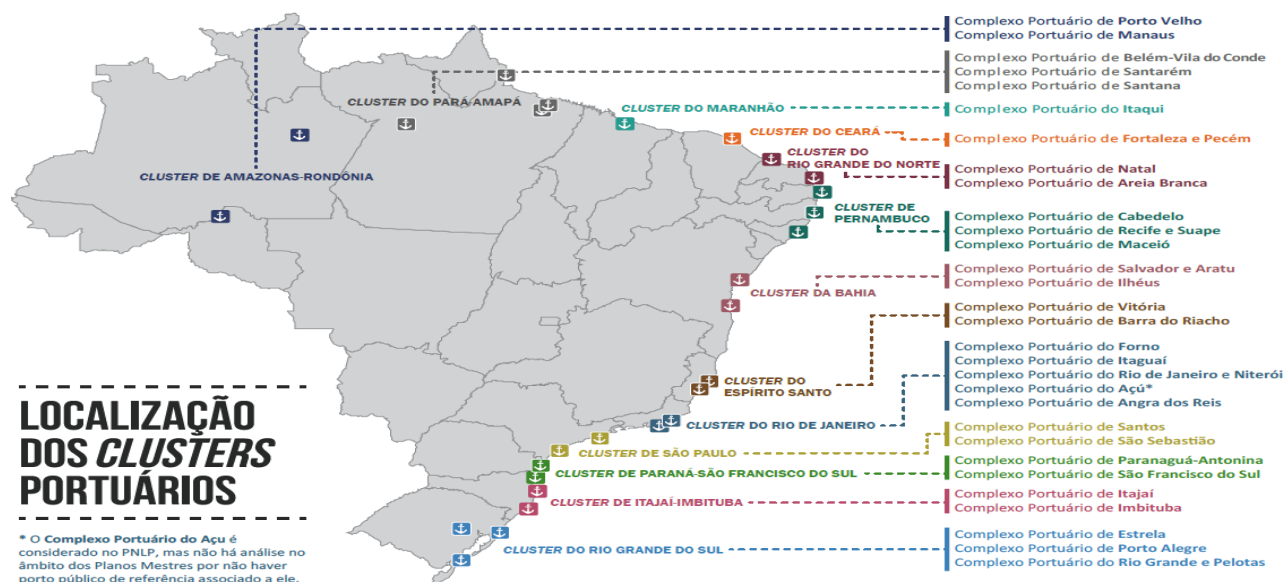 Complexo Portuário de Porto Velho
Complexo Portuário de Manaus
Complexo Portuário de Belém-Vila do Conde
Complexo Portuário de Santarém
Complexo Portuário de Santana
CLUSTER DO PARÁ-AMAPÁ
CLUSTER DO MARANHÃO
Complexo Portuário do Itaqui
CLUSTER DO CEARÁ
Complexo Portuário de Fortaleza e Pecém
CLUSTER DO
RIO GRANDE DO NORTE
Complexo Portuário de Natal
Complexo Portuário de Areia Branca
CLUSTER DE AMAZONAS-RONDÔNIA
CLUSTER DE
PERNAMBUCO
Complexo Portuário de Cabedelo
Complexo Portuário de Recife e Suape
Complexo Portuário de Maceió
CLUSTER DA BAHIA
Complexo Portuário de Salvador e Aratu
Complexo Portuário de Ilhéus
Complexo Portuário de Vitória
Complexo Portuário de Barra do Riacho
CLUSTER DO
ESPÍRITO SANTO
Complexo Portuário do Forno
Complexo Portuário de Itaguaí
Complexo Portuário do Rio de Janeiro e Niterói
Complexo Portuário do Açú*
Complexo Portuário de Angra dos Reis
CLUSTER DO RIO DE JANEIRO
CLUSTER DE SÃO PAULO
Complexo Portuário de Santos
Complexo Portuário de São Sebastião
CLUSTER DE PARANÁ-SÃO FRANCISCO DO SUL
Complexo Portuário de Paranaguá-Antonina
Complexo Portuário de São Francisco do Sul
CLUSTER DE ITAJAÍ-IMBITUBA
Complexo Portuário de Itajaí
Complexo Portuário de Imbituba
CLUSTER DO RIO GRANDE DO SUL
Complexo Portuário de Estrela
Complexo Portuário de Porto Alegre
Complexo Portuário do Rio Grande e Pelotas
LOCALIZAÇÃO
DOS CLUSTERS
PORTUÁRIOS
* O Complexo Portuário do Açu é
considerado no PNLP, mas não há análise no
âmbito dos Planos Mestres por não haver
porto público de referência associado a ele.